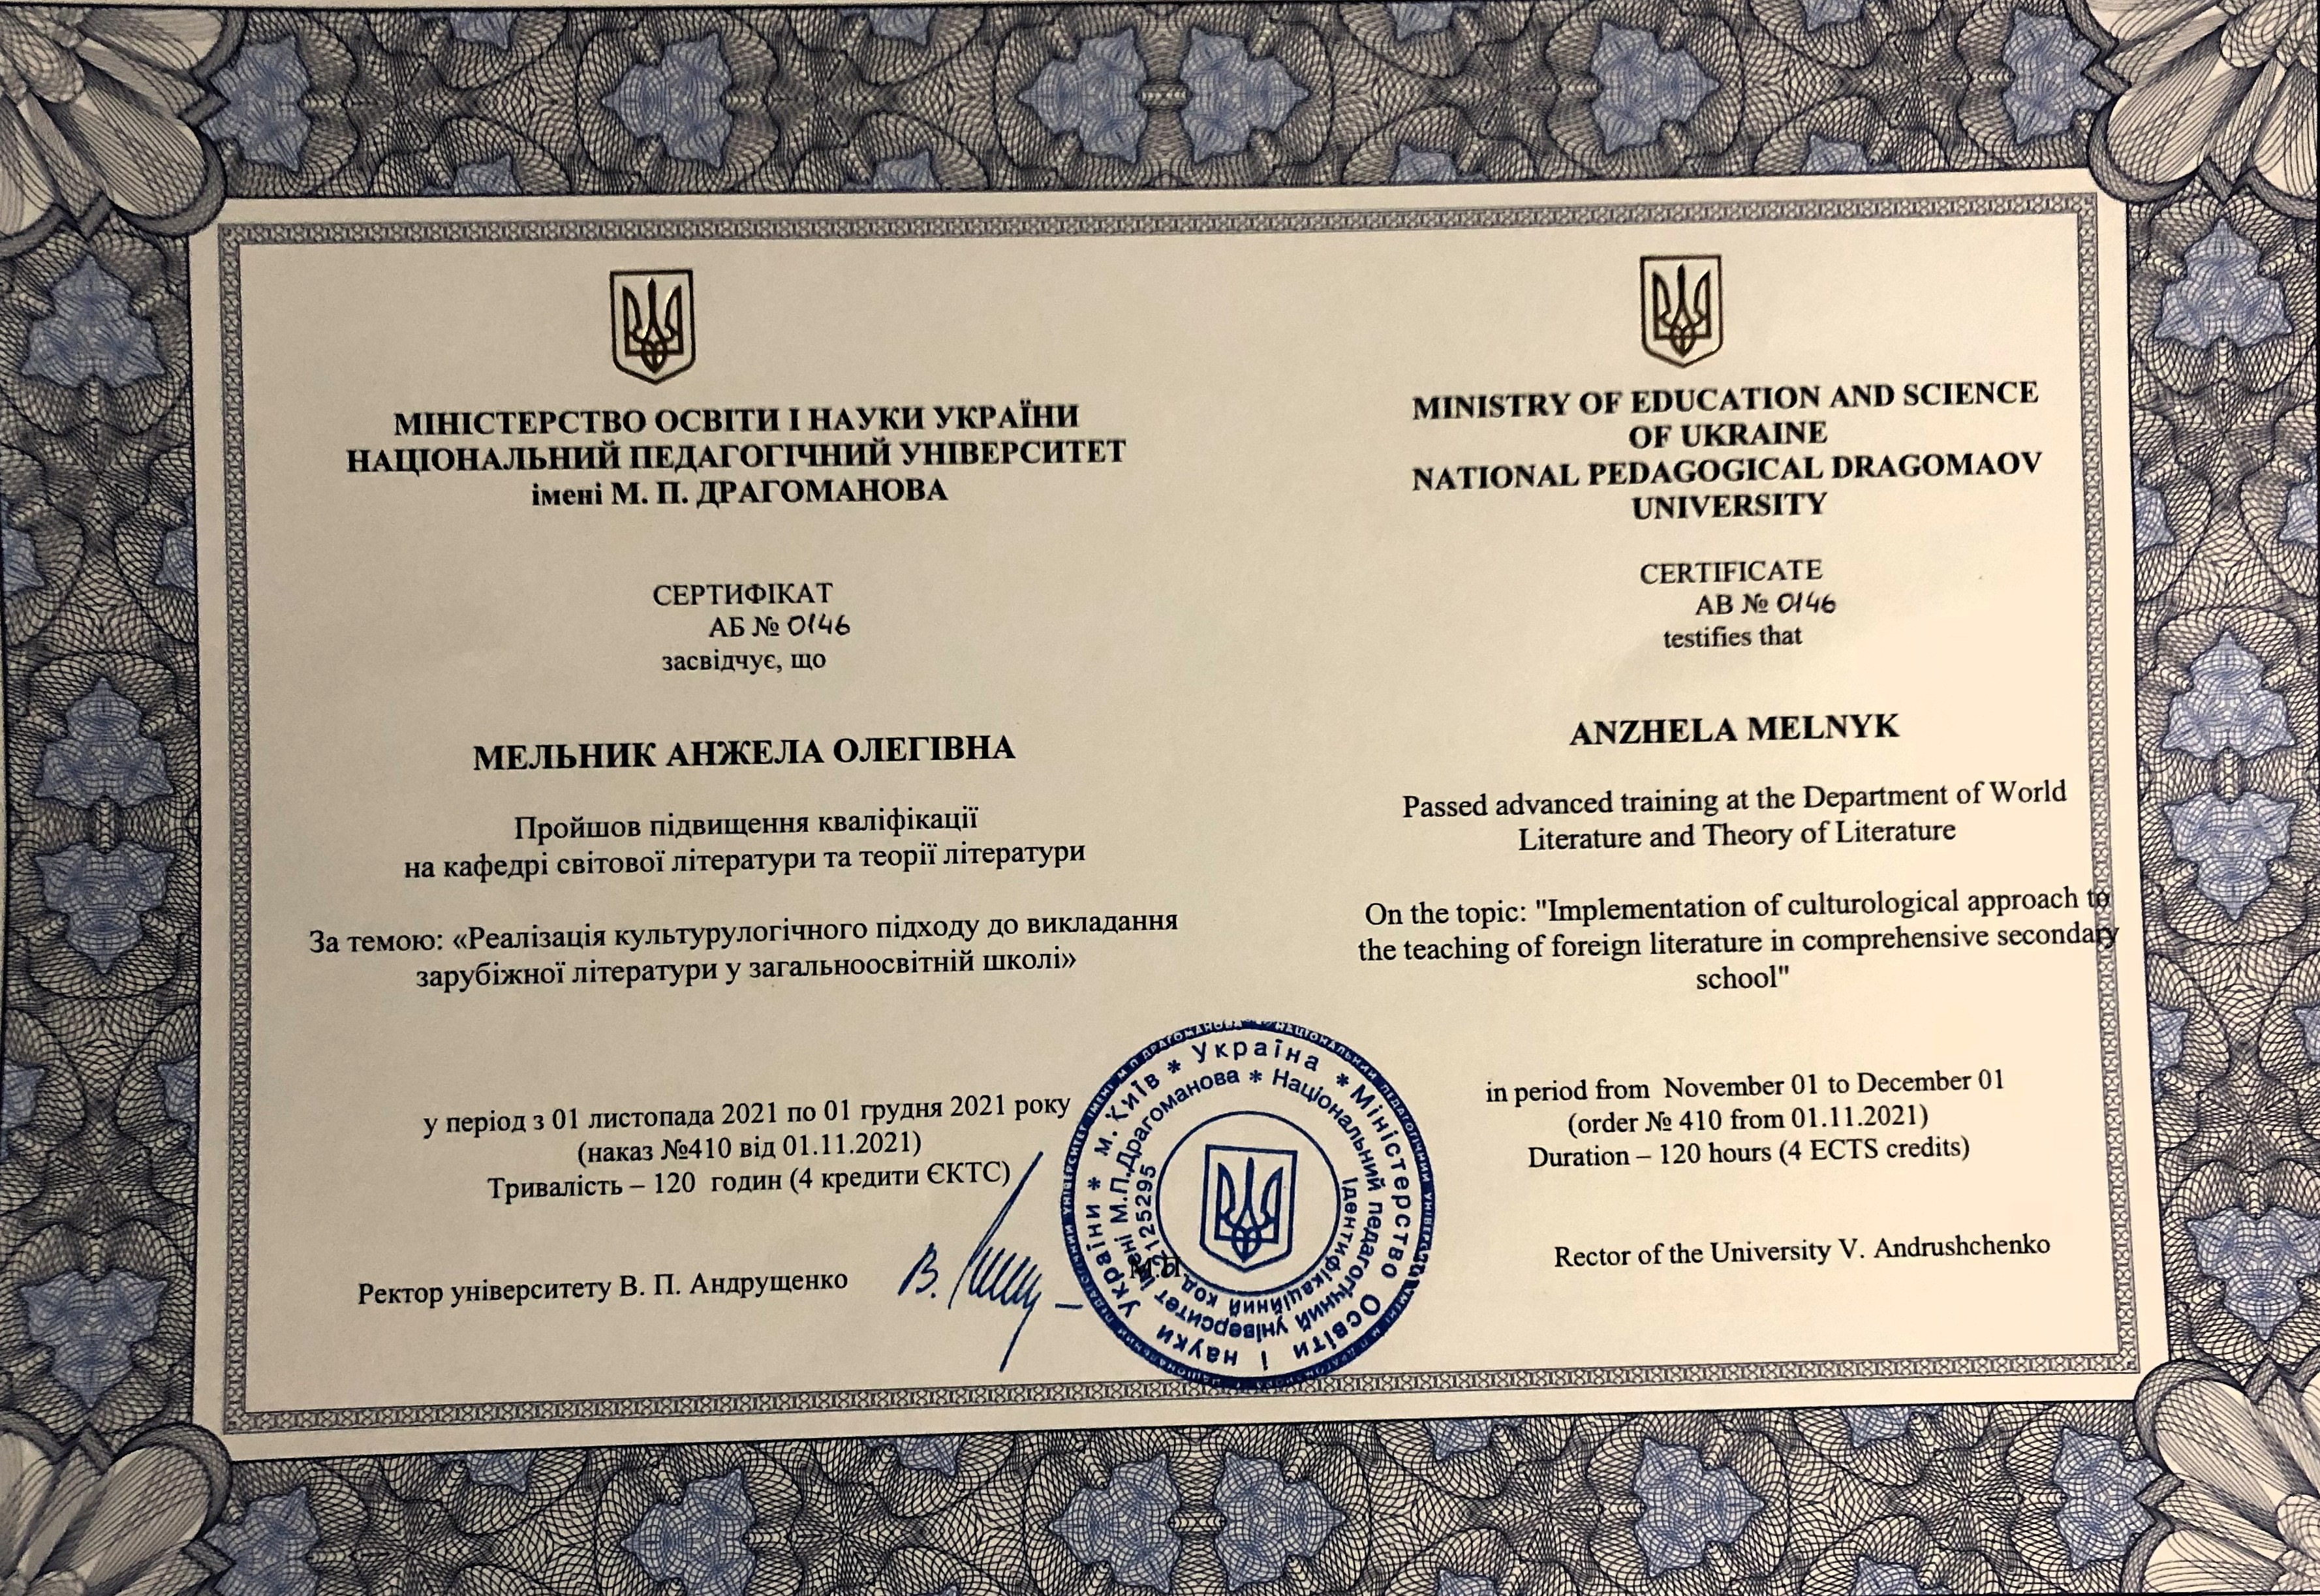 МІНІСТЕРСТВО ОСВІТИ І НАУКИ УКРАЇНИ
НАЦІОНАЛЬНИЙ ПЕДАГОГІЧНИЙ УНІВЕРСИТЕТ
імені М. П. ДРАГОМАНОВА
СЕРТИФІКАТ
АБ № 0146
засвідчує, що
МЕЛЬНИК АНЖЕЛА ОЛЕГІВНА
Пройшов підвищення кваліфікації
на кафедрі світової літератури та теорії літератури
За темою: «Реалізація культурулогічного підходу до викладання
зарубіжної літератури у загальноосвітній школі»
у період з 01 листопада 2021 по 01 грудня 2021 року
(наказ №410 від 01.11.2021)
Тривалість – 120 годин (4 кредити ЄКТС)
Ректор університету В. П. Андрущенко
М.П.
MINISTRY OF EDUCATION AND SCIENCE
OF UKRAINE
NATIONAL PEDAGOGICAL DRAGOMAOV
UNIVERSITY
CERTIFICATE
AB № 0146
testifies that
ANZHELA MELNYK
Passed advanced training at the Department of World
Literature and Theory of Literature
On the topic: "Implementation of culturological approach to
the teaching of foreign literature in comprehensive secondary
school"
in period from November 01 to December 01
(order № 410 from 01.11.2021)
Duration – 120 hours (4 ECTS credits)
Rector of the University V. Andrushchenko
* Україна * Міністерство Освіти і науки України * м. Київ
* Національний педагогічний університет імені М.П.Драгоманова
Ідентифікаційний код 02125295